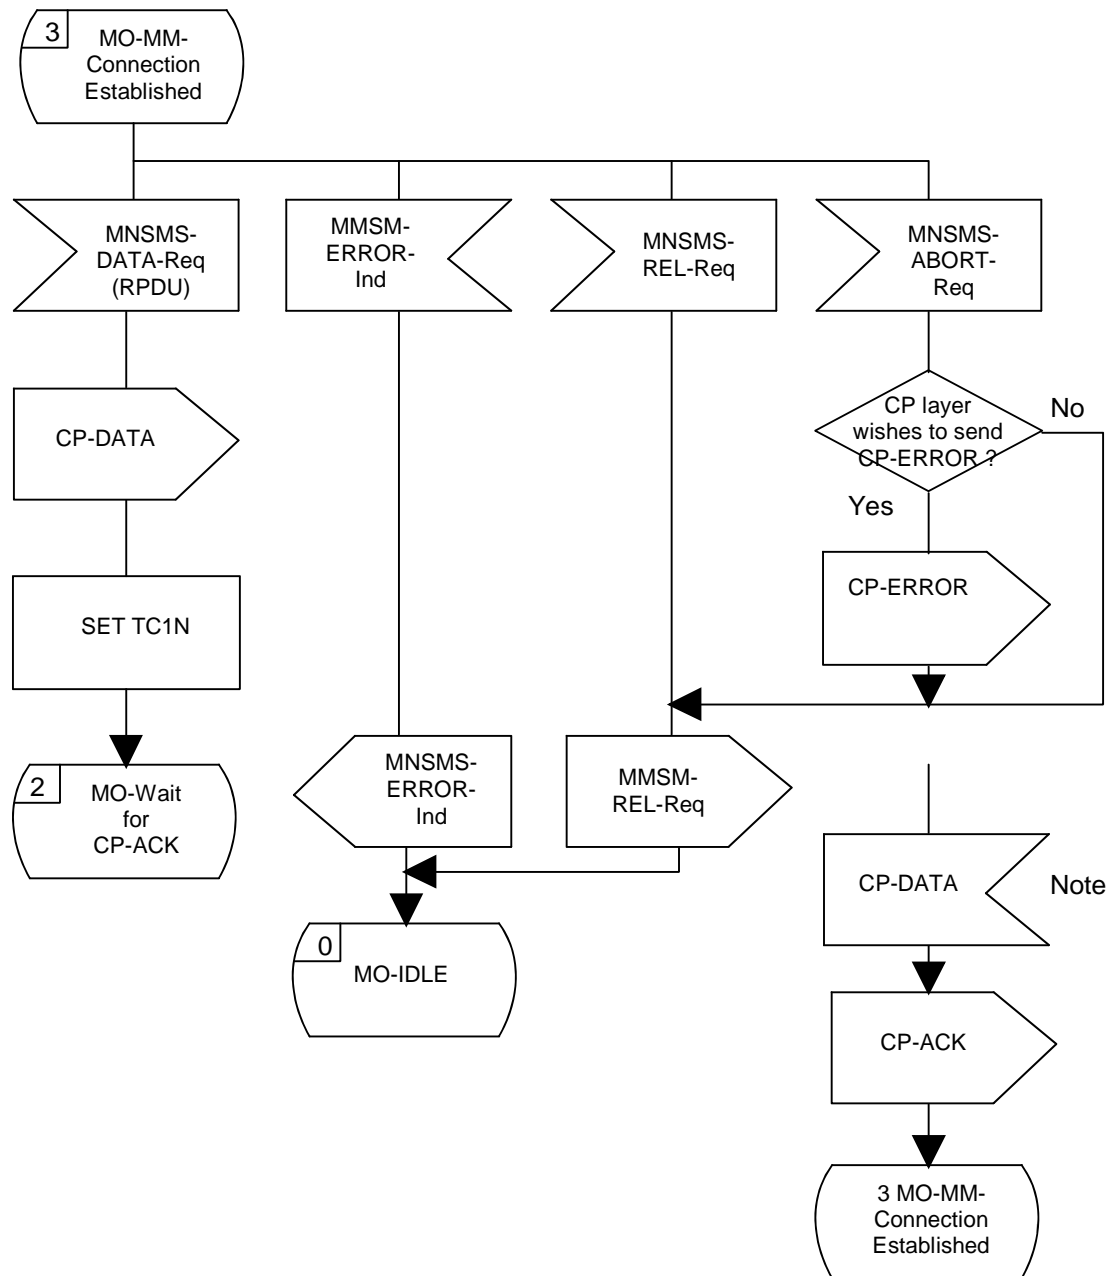 3
MO-MM-
Connection
Established
MNSMS-
DATA-Req
(RPDU)
MMSM-
ERROR-
Ind
MNSMS-
REL-Req
MNSMS-
ABORT-
Req
CP-DATA
CP layer
wishes to send
CP-ERROR ?
No
Yes
SET TC1N
CP-ERROR
2
MO-Wait
for
CP-ACK
MNSMS-
ERROR-
Ind
MMSM-
REL-Req
CP-DATA
Note
0
MO-IDLE
CP-ACK
3 MO-MM-
Connection
Established